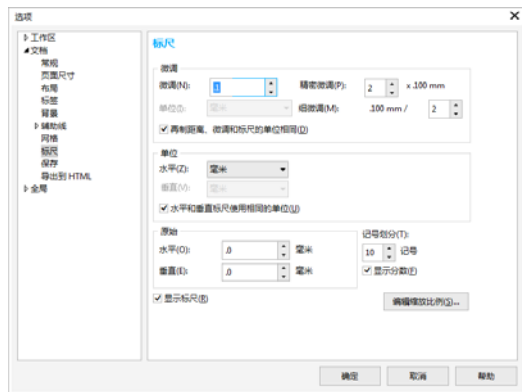 选项
工作区
文档
常规
页面尺寸
布局
标签
背景
辅助线
网格
标尺
保存
导出到 HTML
全局
标尺
微调
微调(N): .1 精密微调(P): 2 x .100 mm
单位(I): 毫米 细微调(M): .100 mm / 2
再制距离、微调和标尺的单位相同(D)
单位
水平(Z): 毫米
垂直(V): 毫米
水平和垂直标尺使用相同的单位(U)
原始 记号划分(T):
水平(O): .0 毫米 10 记号
垂直(E): .0 毫米 显示分数(F)
显示标尺(R) 编辑缩放比例(S)...
确定 取消 帮助